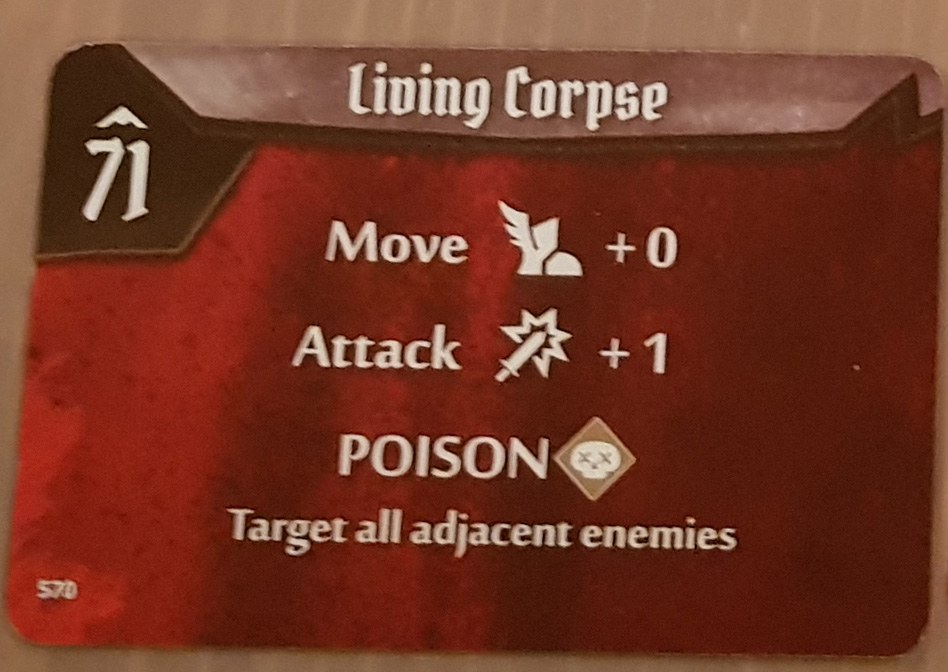 Living Corpse
71
Move +0
Attack +1
POISON
Target all adjacent enemies
570